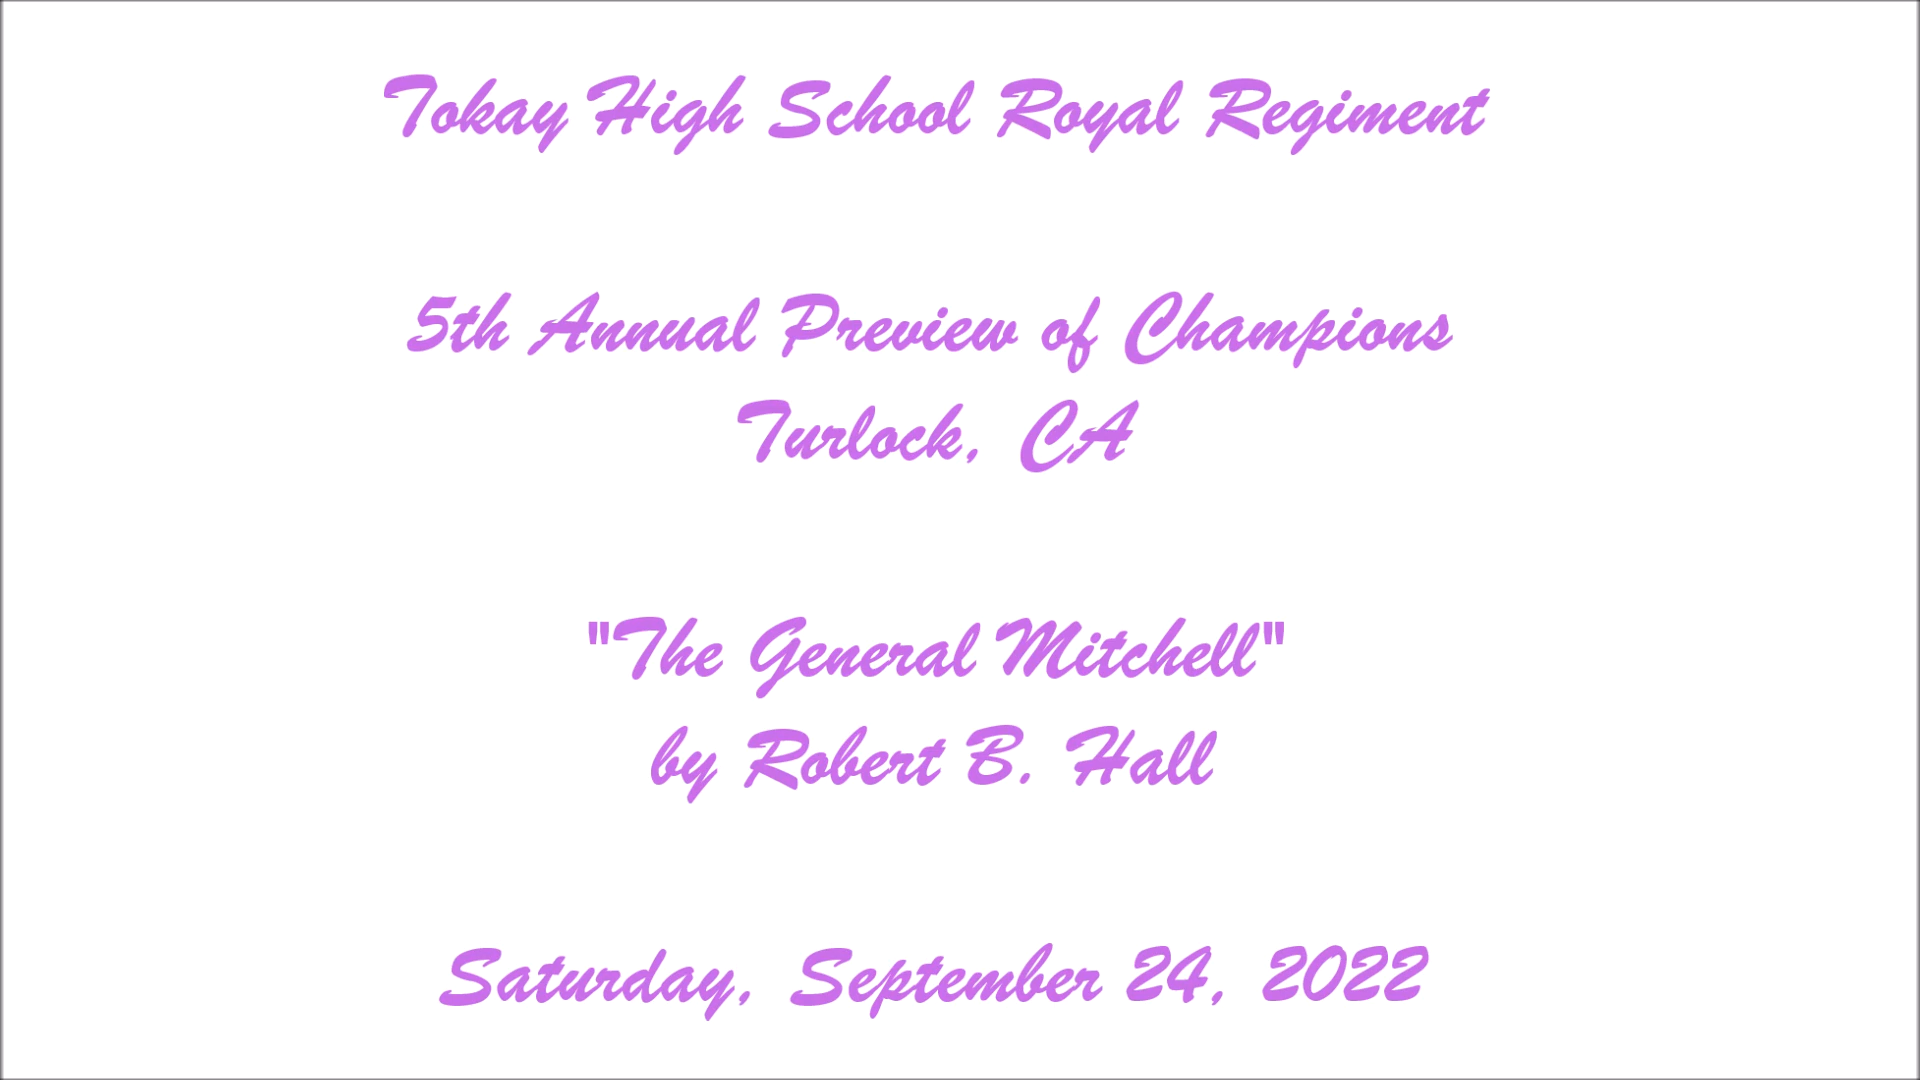 Tokay High School Royal Regiment
5th Annual Preview of Champions
Turlock, CA
"The General Mitchell"
by Robert B. Hall
Saturday, September 24, 2022